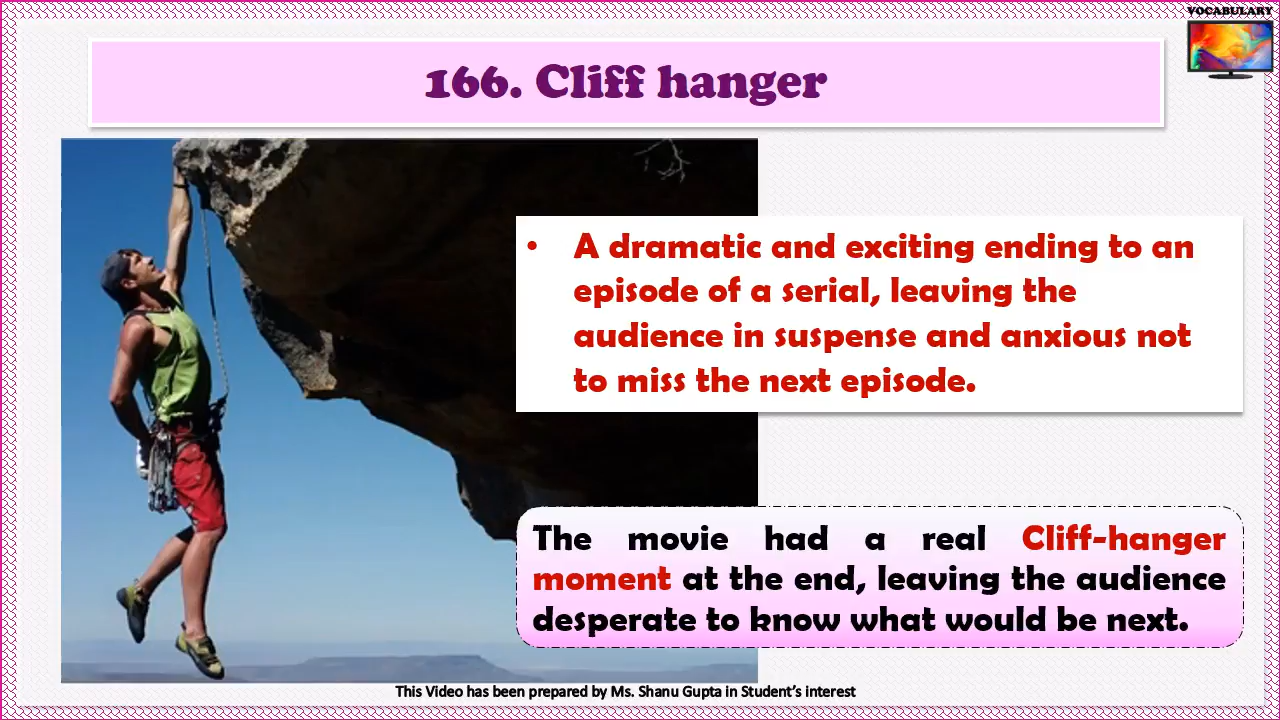 VOCABULARY
166. Cliff hanger
• A dramatic and exciting ending to an
episode of a serial, leaving the
audience in suspense and anxious not
to miss the next episode.
The movie had a real Cliff-hanger
moment at the end, leaving the audience
desperate to know what would be next.
This Video has been prepared by Ms. Shanu Gupta in Student’s interest